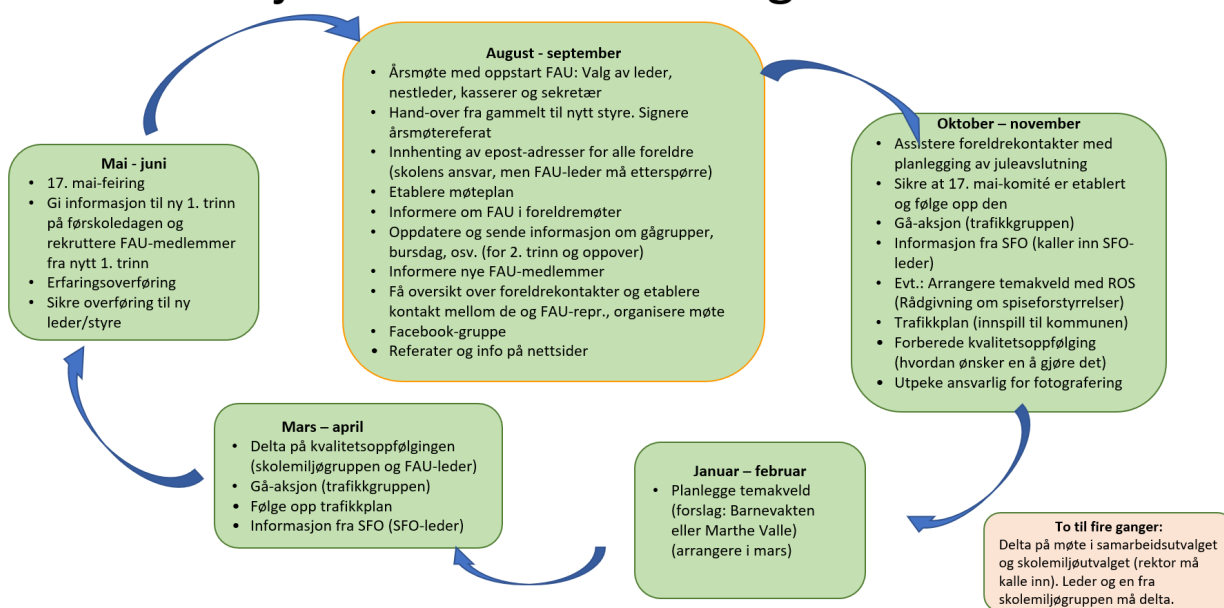 August - september
• Årsmøte med oppstart FAU: Valg av leder,
nestleder, kasserer og sekretær
• Hand-over fra gammelt til nytt styre. Signere
årsmøtereferat
• Innhenting av epost-adresser for alle foreldre
(skolens ansvar, men FAU-leder må etterspørre)
• Etablere møteplan
• Informere om FAU i foreldremøter
• Oppdatere og sende informasjon om gågrupper,
bursdag, osv. (for 2. trinn og oppover)
• Informere nye FAU-medlemmer
• Få oversikt over foreldrekontakter og etablere
kontakt mellom de og FAU-repr., organisere møte
• Facebook-gruppe
• Referater og info på nettsider
Oktober – november
• Assistere foreldrekontakter med
planlegging av juleavslutning
• Sikre at 17. mai-komité er etablert
og følge opp den
• Gå-aksjon (trafikkgruppen)
• Informasjon fra SFO (kaller inn SFO-
leder)
• Evt.: Arrangere temakveld med ROS
(Rådgivning om spiseforstyrrelser)
• Trafikkplan (innspill til kommunen)
• Forberede kvalitetsoppfølging
(hvordan ønsker en å gjøre det)
• Utpeke ansvarlig for fotografering
Januar – februar
• Planlegge temakveld
(forslag: Barnevakten
eller Marthe Valle)
(arrangere i mars)
Mars – april
• Delta på kvalitetsoppfølgingen
(skolemiljøgruppen og FAU-leder)
• Gå-aksjon (trafikkgruppen)
• Følge opp trafikkplan
• Informasjon fra SFO (SFO-leder)
Mai - juni
• 17. mai-feiring
• Gi informasjon til ny 1. trinn
på førskoledagen og
rekruttere FAU-medlemmer
fra nytt 1. trinn
• Erfaringsoverføring
• Sikre overføring til ny
leder/styre
To til fire ganger:
Delta på møte i samarbeidsutvalget
og skolemiljøutvalget (rektor må
kalle inn). Leder og en fra
skolemiljøgruppen må delta.